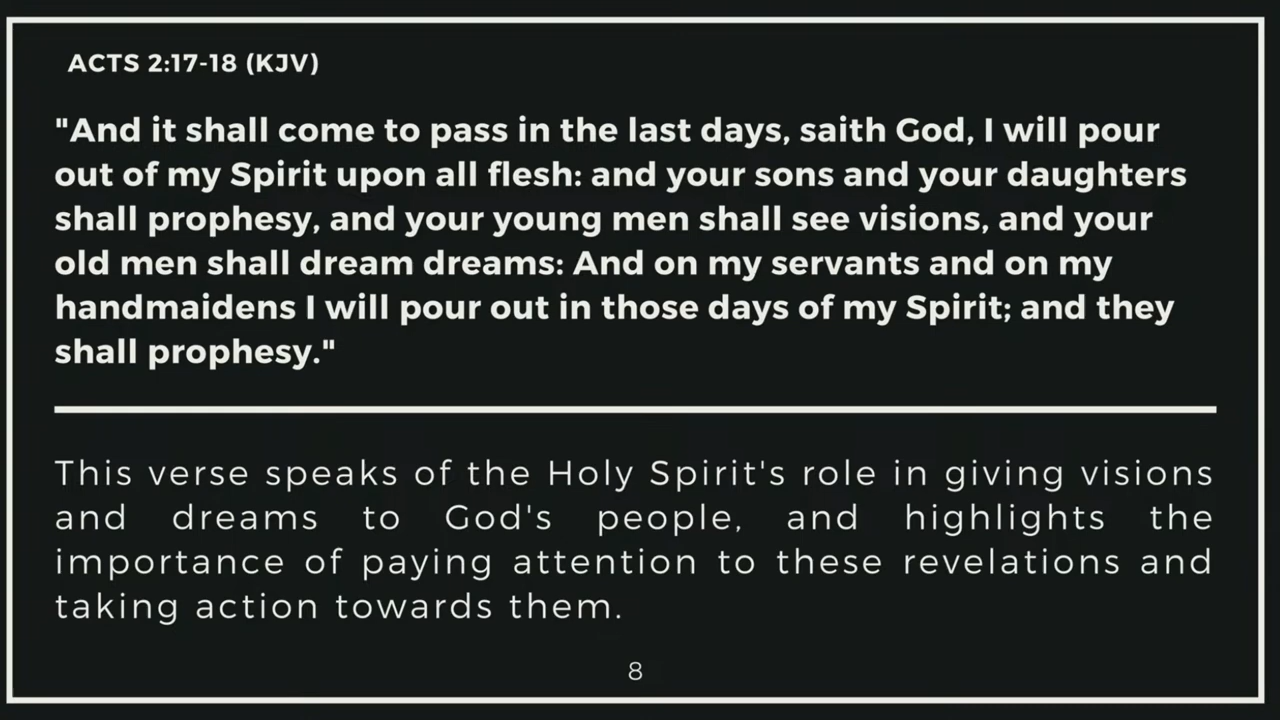 ACTS 2:17-18 (KJV)
"And it shall come to pass in the last days, saith God, I will pour
out of my Spirit upon all flesh: and your sons and your daughters
shall prophesy, and your young men shall see visions, and your
old men shall dream dreams: And on my servants and on my
handmaidens I will pour out in those days of my Spirit; and they
shall prophesy."
This verse speaks of the Holy Spirit's role in giving visions
and dreams to God's people, and highlights the
importance of paying attention to these revelations and
taking action towards them.
8